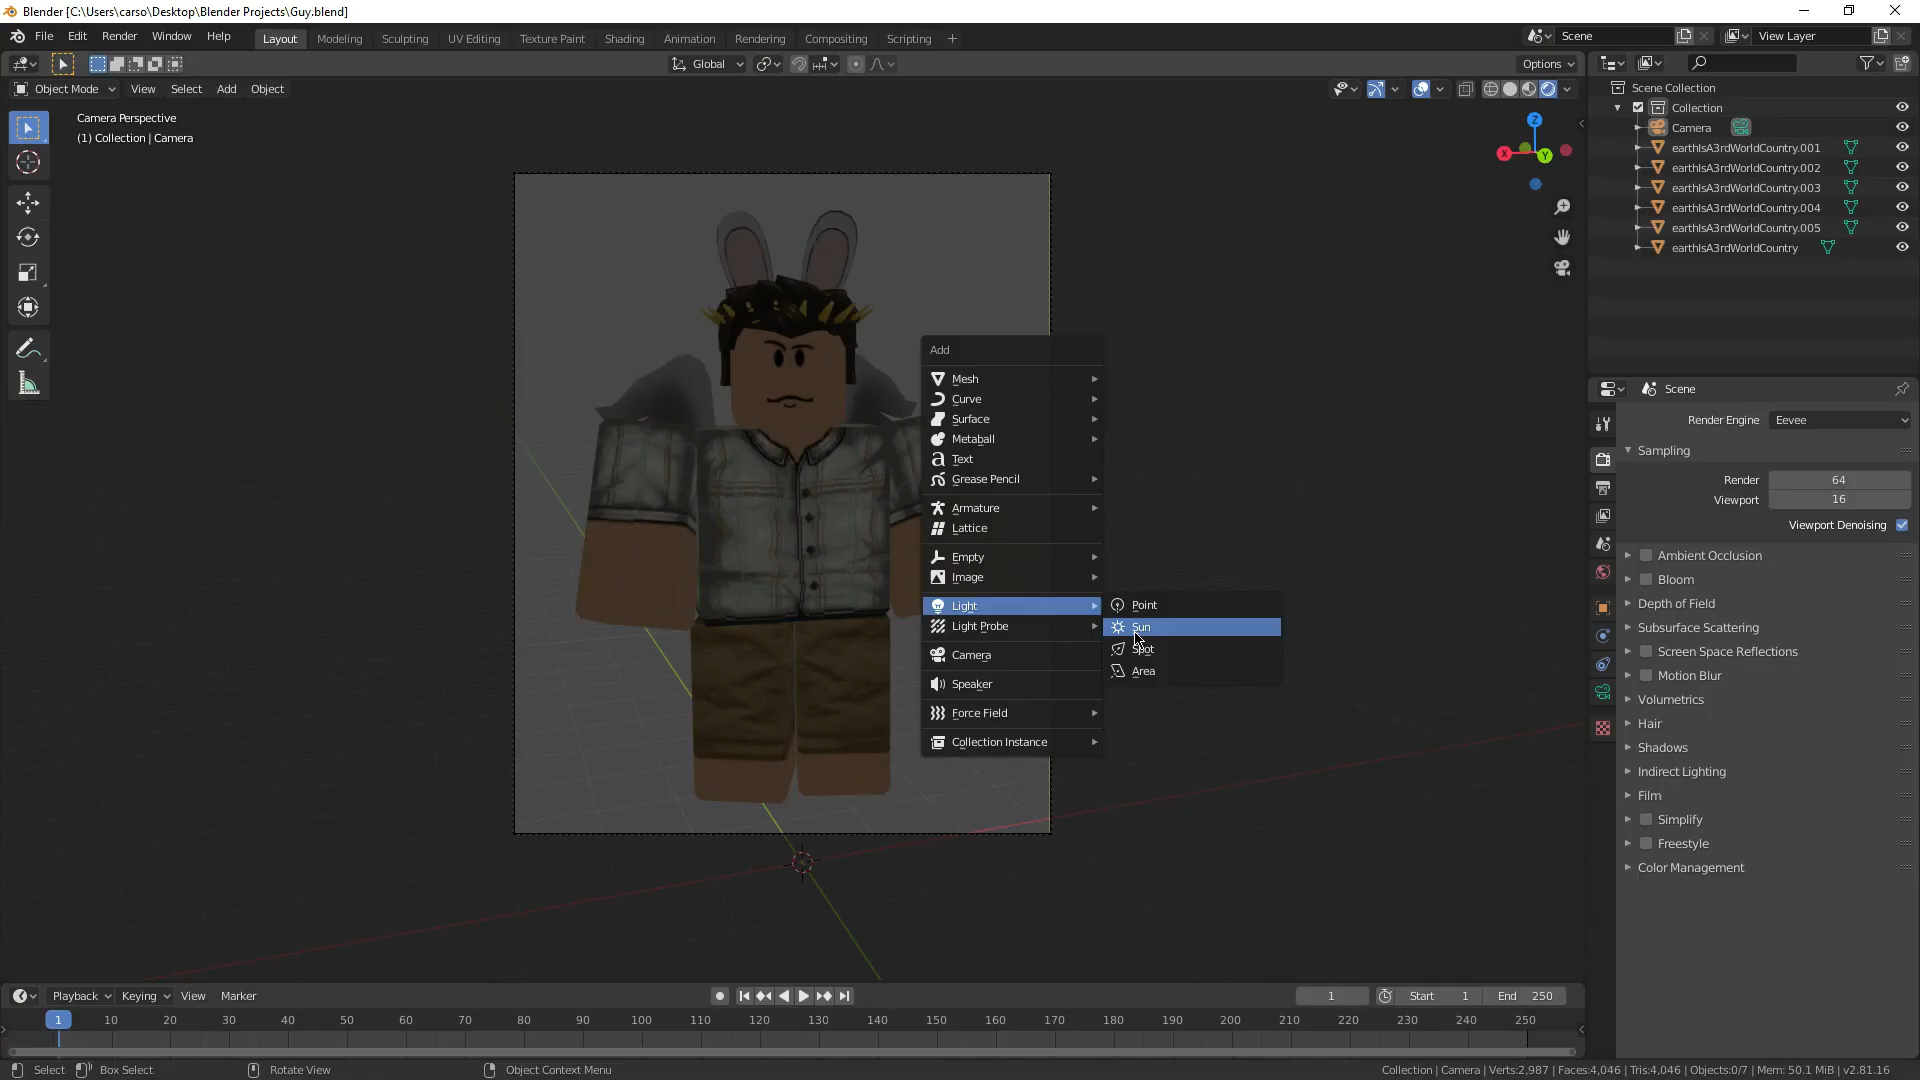 Blender [C:\Users\carso\Desktop\Blender Projects\Guy.blend]
File Edit Render Window Help Layout Modeling Sculpting UV Editing Texture Paint Shading Animation Rendering Compositing Scripting + Scene View Layer
Global Options
Object Mode View Select Add Object
Camera Perspective
(1) Collection | Camera
Z
X
Y
Scene Collection
Collection
Camera
earthIsA3rdWorldCountry.001
earthIsA3rdWorldCountry.002
earthIsA3rdWorldCountry.003
earthIsA3rdWorldCountry.004
earthIsA3rdWorldCountry.005
earthIsA3rdWorldCountry
Add
Mesh
Curve
Surface
Metaball
Text
Grease Pencil
Armature
Lattice
Empty
Image
Light
Light Probe
Camera
Speaker
Force Field
Collection Instance
Point
Sun
Spot
Area
Scene
Render Engine Eevee
Sampling
Render 64
Viewport 16
Viewport Denoising
Ambient Occlusion
Bloom
Depth of Field
Subsurface Scattering
Screen Space Reflections
Motion Blur
Volumetrics
Hair
Shadows
Indirect Lighting
Film
Simplify
Freestyle
Color Management
Playback Keying View Marker 1 Start 1 End 250
1 10 20 30 40 50 60 70 80 90 100 110 120 130 140 150 160 170 180 190 200 210 220 230 240 250
Select Box Select Rotate View Object Context Menu Collection | Camera | Verts:2,987 | Faces:4,046 | Tris:4,046 | Objects:0/7 | Mem: 50.1 MiB | v2.81.16